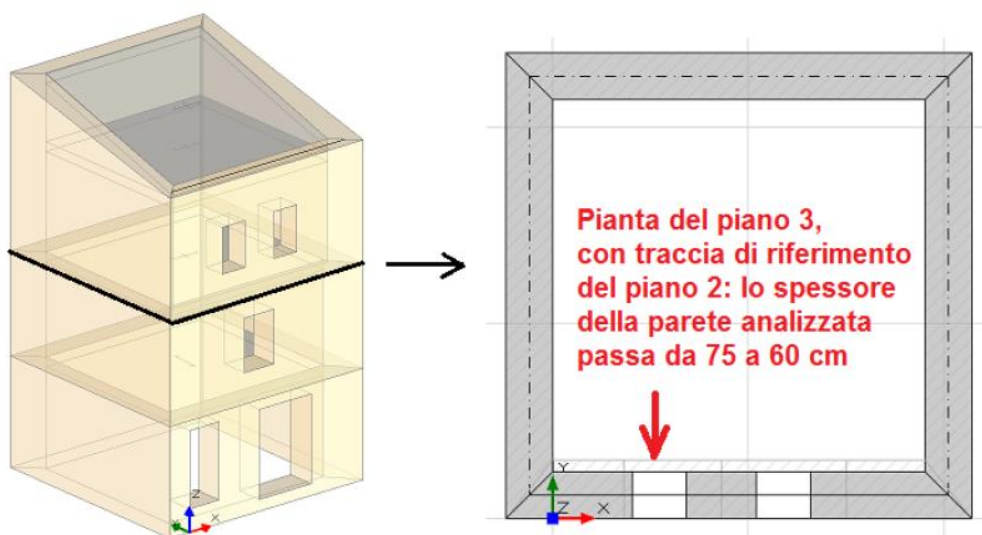 Pianta del piano 3,
con traccia di riferimento
del piano 2: lo spessore
della parete analizzata
passa da 75 a 60 cm
Z
X
Y
Z
X